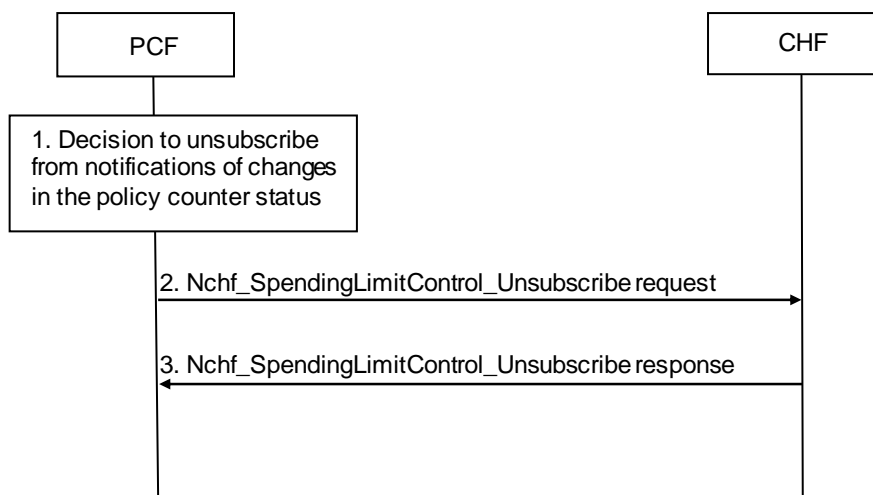 PCF
CHF
1. Decision to unsubscribe
from notifications of changes
in the policy counter status
2. Nchf_SpendingLimitControl_Unsubscribe request
3. Nchf_SpendingLimitControl_Unsubscribe response